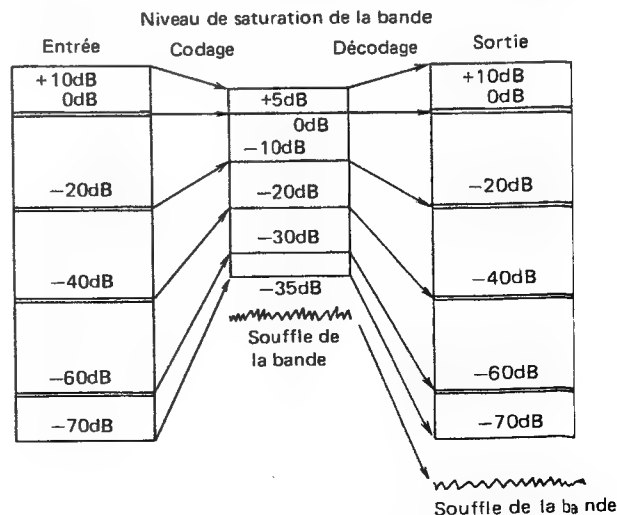 Niveau de saturation de la bande
Entrée Codage Décodage Sortie
+10dB
0dB
−20dB
−40dB
−60dB
−70dB
+5dB
0dB
−10dB
−20dB
−30dB
−35dB
Souffle de
la bande
+10dB
0dB
−20dB
−40dB
−60dB
−70dB
Souffle de la bande